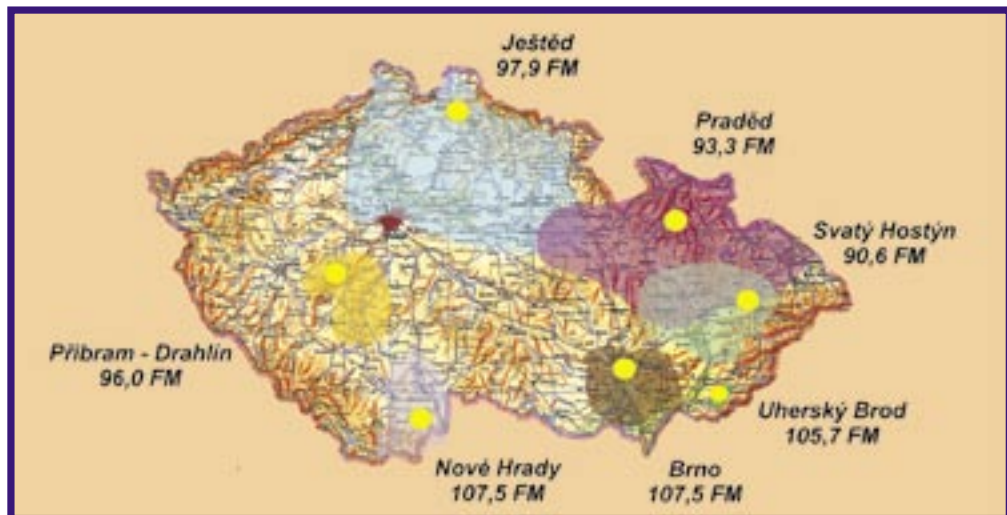 Ještěd
97,9 FM
Praděd
93,3 FM
Svatý Hostýn
90,6 FM
Příbram - Drahlín
96,0 FM
Uherský Brod
105,7 FM
Nové Hrady
107,5 FM
Brno
107,5 FM